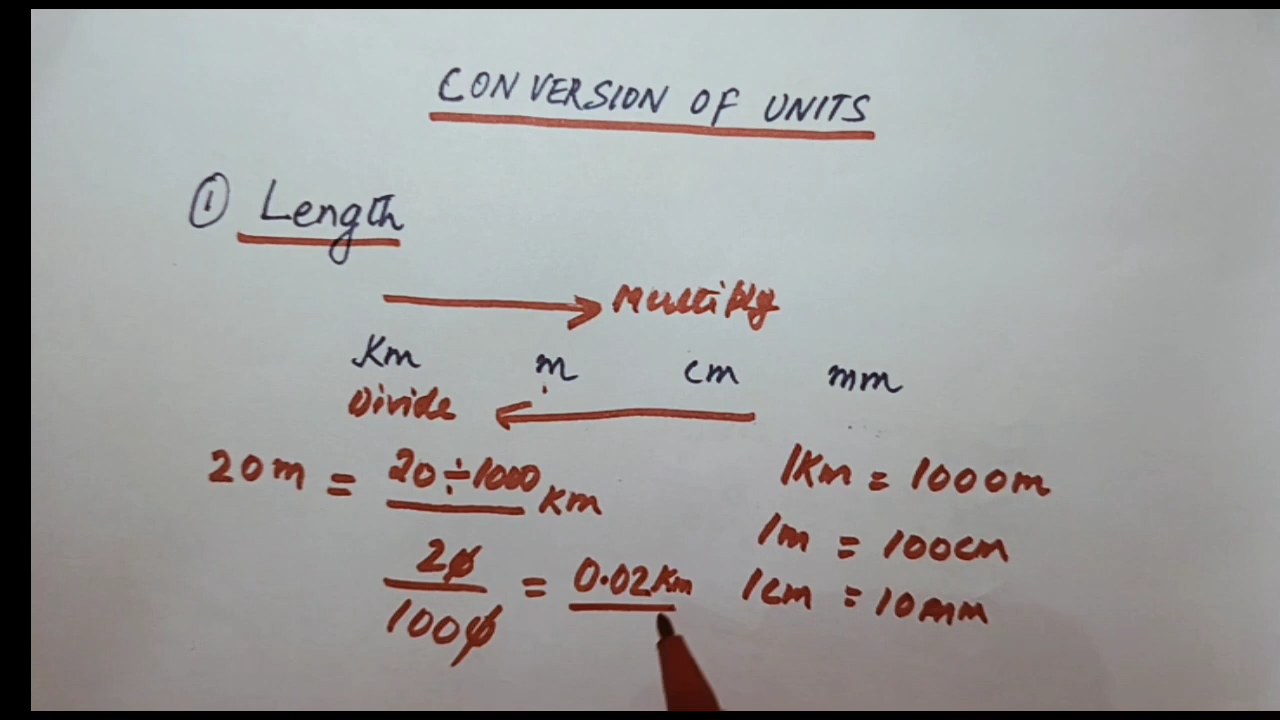 CONVERSION OF UNITS
① Length
Multiply
Km m cm mm
Divide
20m = 20÷1000 Km
20/1000 = 0.02Km
1Km = 1000m
1m = 100cm
1cm = 10mm